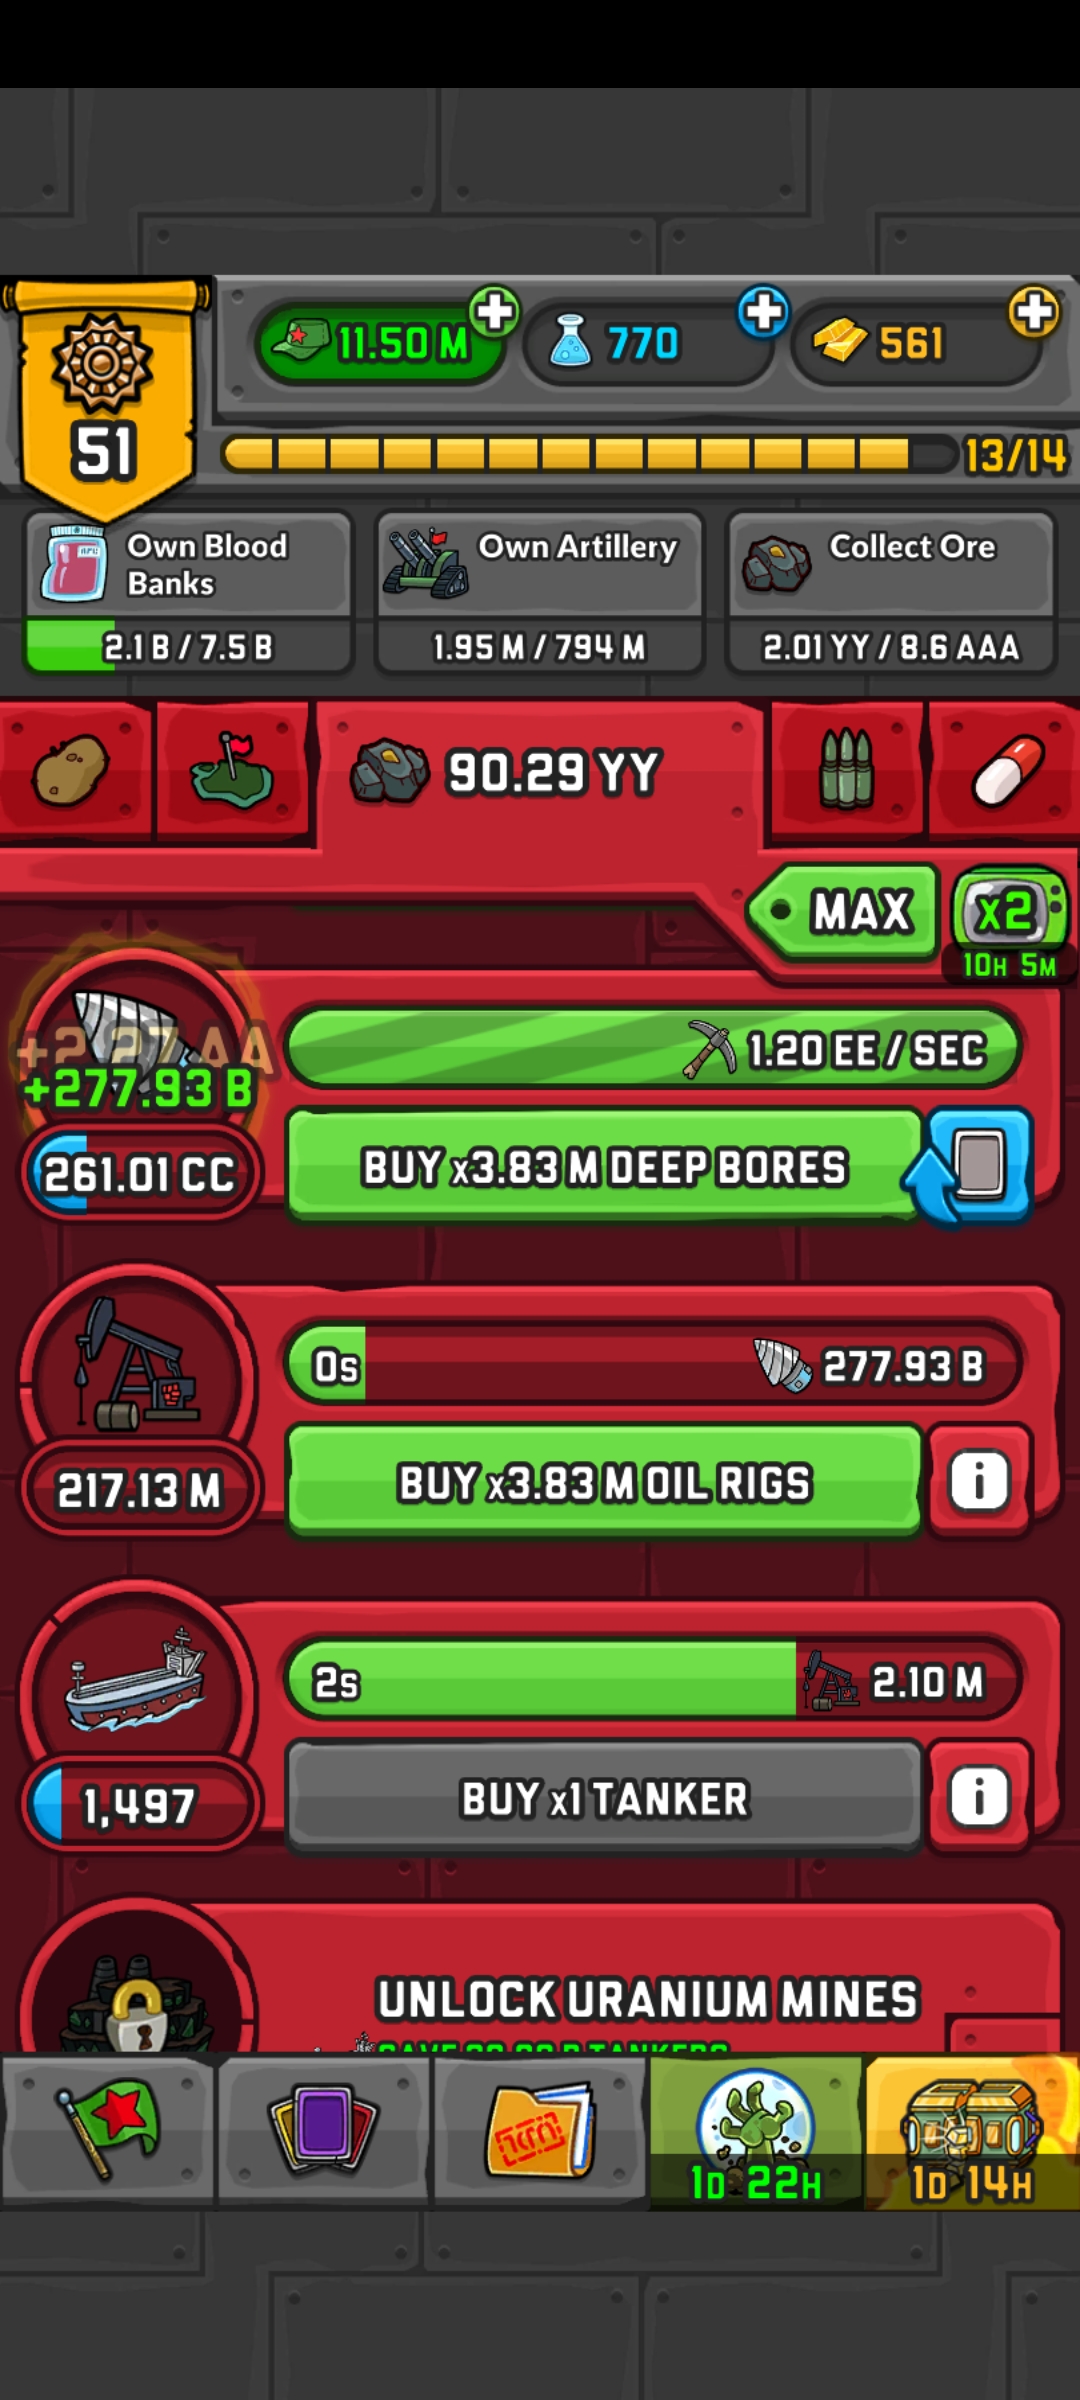 11.50 M
770
561
51
13/14
Own Blood
Banks
Own Artillery
Collect Ore
2.1 B / 7.5 B
1.95 M / 794 M
2.01 YY / 8.6 AAA
90.29 YY
MAX
x2
10H 5M
+2.27 AA
+277.93 B
1.20 EE / SEC
261.01 CC
BUY x3.83 M DEEP BORES
0s
277.93 B
217.13 M
BUY x3.83 M OIL RIGS
i
2s
2.10 M
1,497
BUY x1 TANKER
i
UNLOCK URANIUM MINES
1D 22H
1D 14H